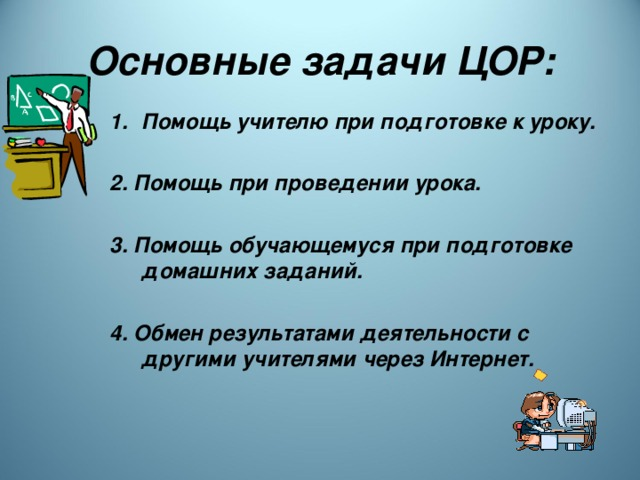 Основные задачи ЦОР:
1. Помощь учителю при подготовке к уроку.
2. Помощь при проведении урока.
3. Помощь обучающемуся при подготовке
домашних заданий.
4. Обмен результатами деятельности с
другими учителями через Интернет.